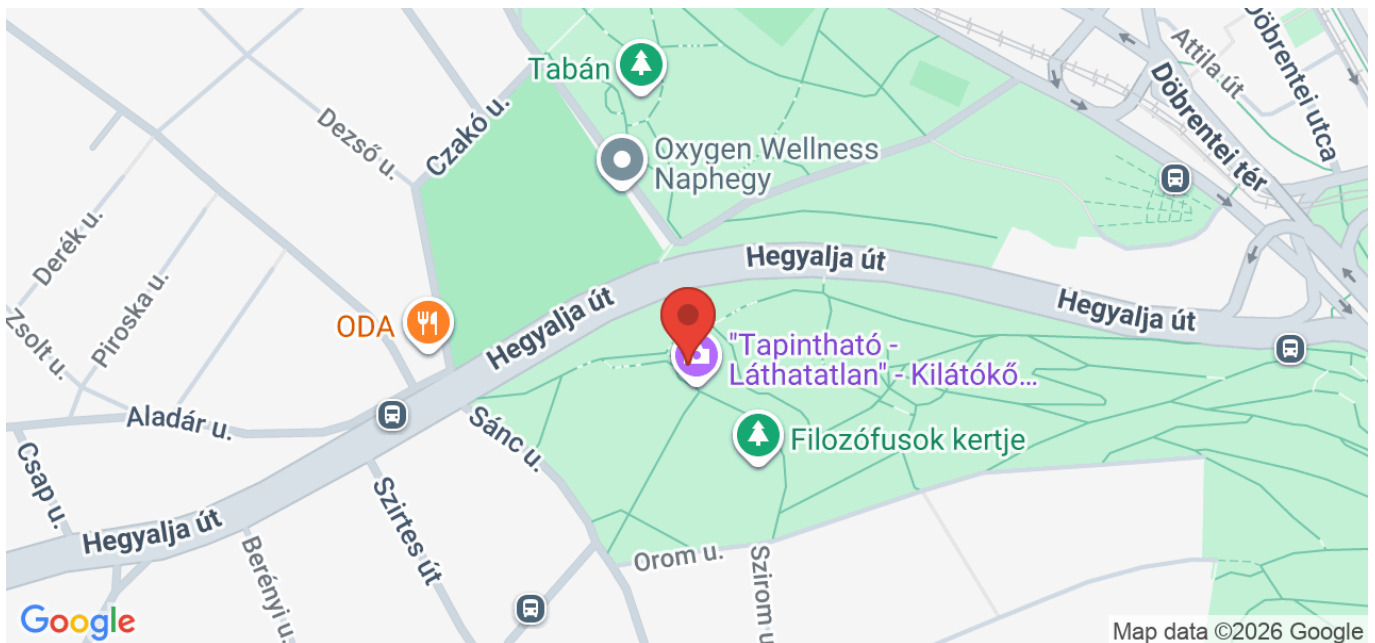 Tabán
Czakó u.
Dezső u.
Oxygen Wellness
Naphegy
Attila út
Döbrentei utca
Döbrentei tér
Derék u.
Piroska u.
Zsolt u.
ODA
Hegyalja út
Hegyalja út
Hegyalja út
"Tapintható -
Láthatatlan" - Kilátókő...
Aladár u.
Sánc u.
Filozófusok kertje
Csap u.
Szirtes út
Hegyalja út
Berényi u.
Orom u.
Szirom u
Google
Map data ©2026 Google